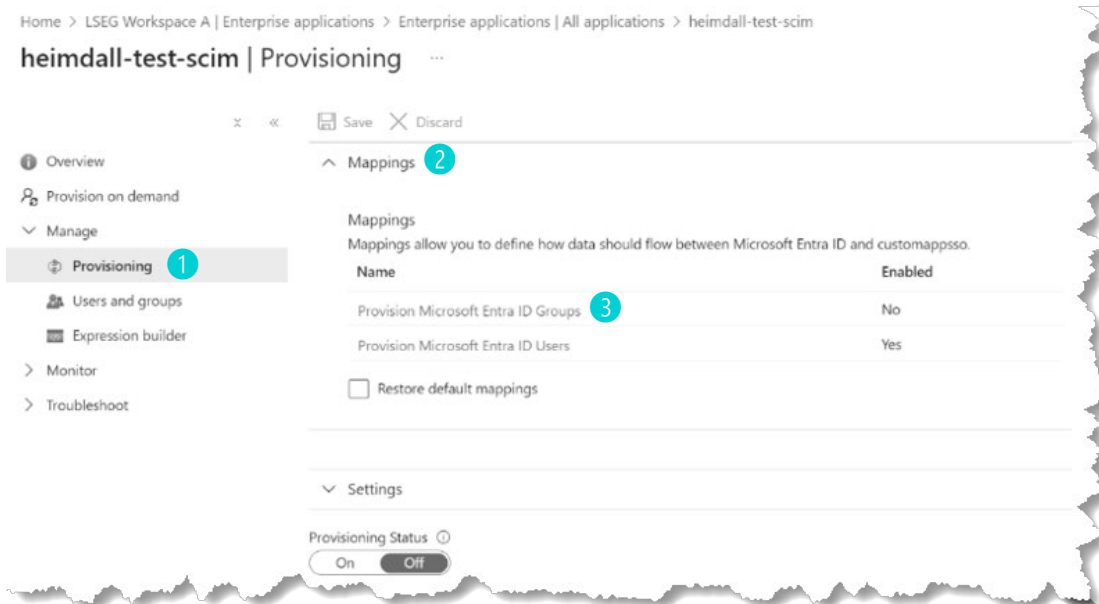 Home > LSEG Workspace A | Enterprise applications > Enterprise applications | All applications > heimdall-test-scim
heimdall-test-scim | Provisioning ...
Save Discard
Overview
Provision on demand
Manage
Provisioning 1
Users and groups
Expression builder
Monitor
Troubleshoot
Mappings 2
Mappings
Mappings allow you to define how data should flow between Microsoft Entra ID and customappsso.
Name Enabled
Provision Microsoft Entra ID Groups 3 No
Provision Microsoft Entra ID Users Yes
Restore default mappings
Settings
Provisioning Status
On Off